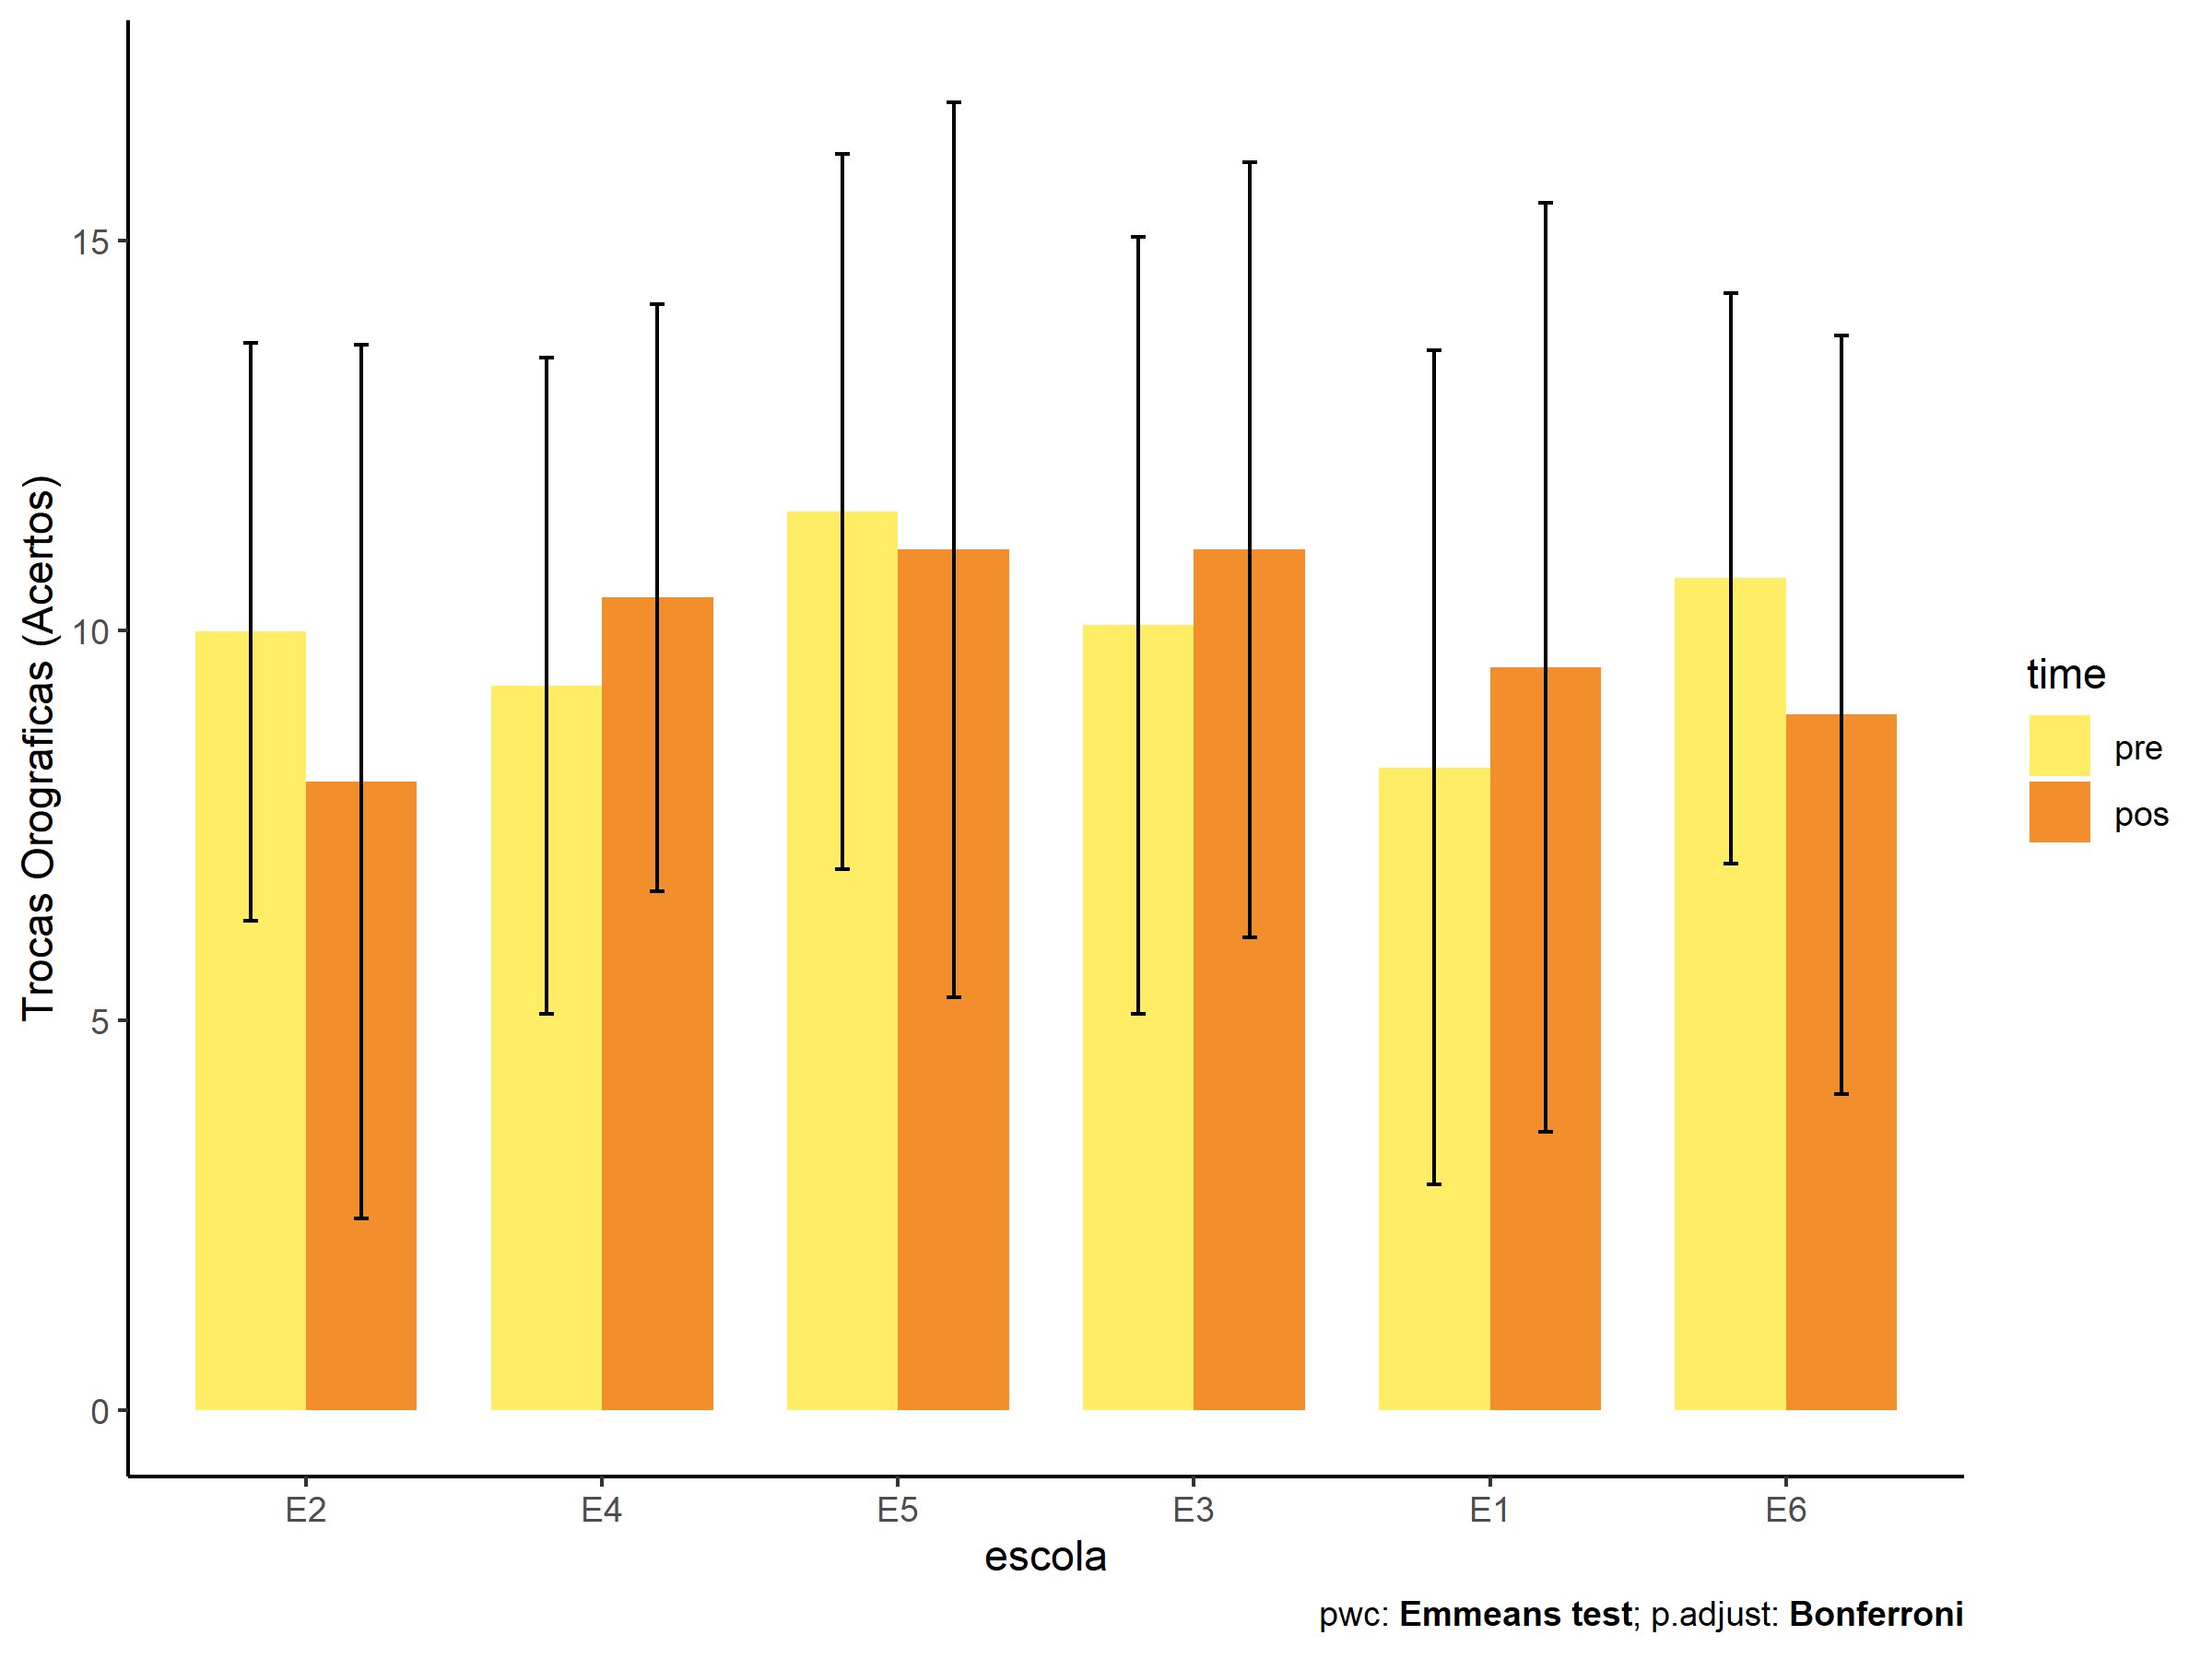 Trocas Orograficas (Acertos)
15
10
5
0
E2 E4 E5 E3 E1 E6
escola
time
pre
pos
pwc: Emmeans test; p.adjust: Bonferroni